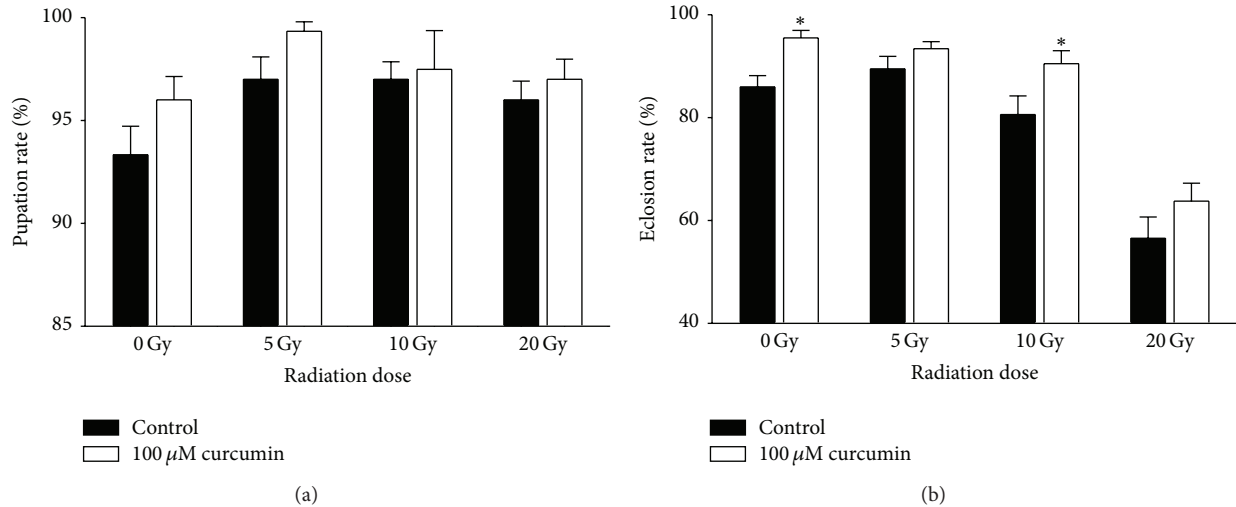 100
95
90
85
Pupation rate (%)
0 Gy 5 Gy 10 Gy 20 Gy
Radiation dose
Control
100 μM curcumin
(a)
100
80
60
40
Eclosion rate (%)
*
*
0 Gy 5 Gy 10 Gy 20 Gy
Radiation dose
Control
100 μM curcumin
(b)